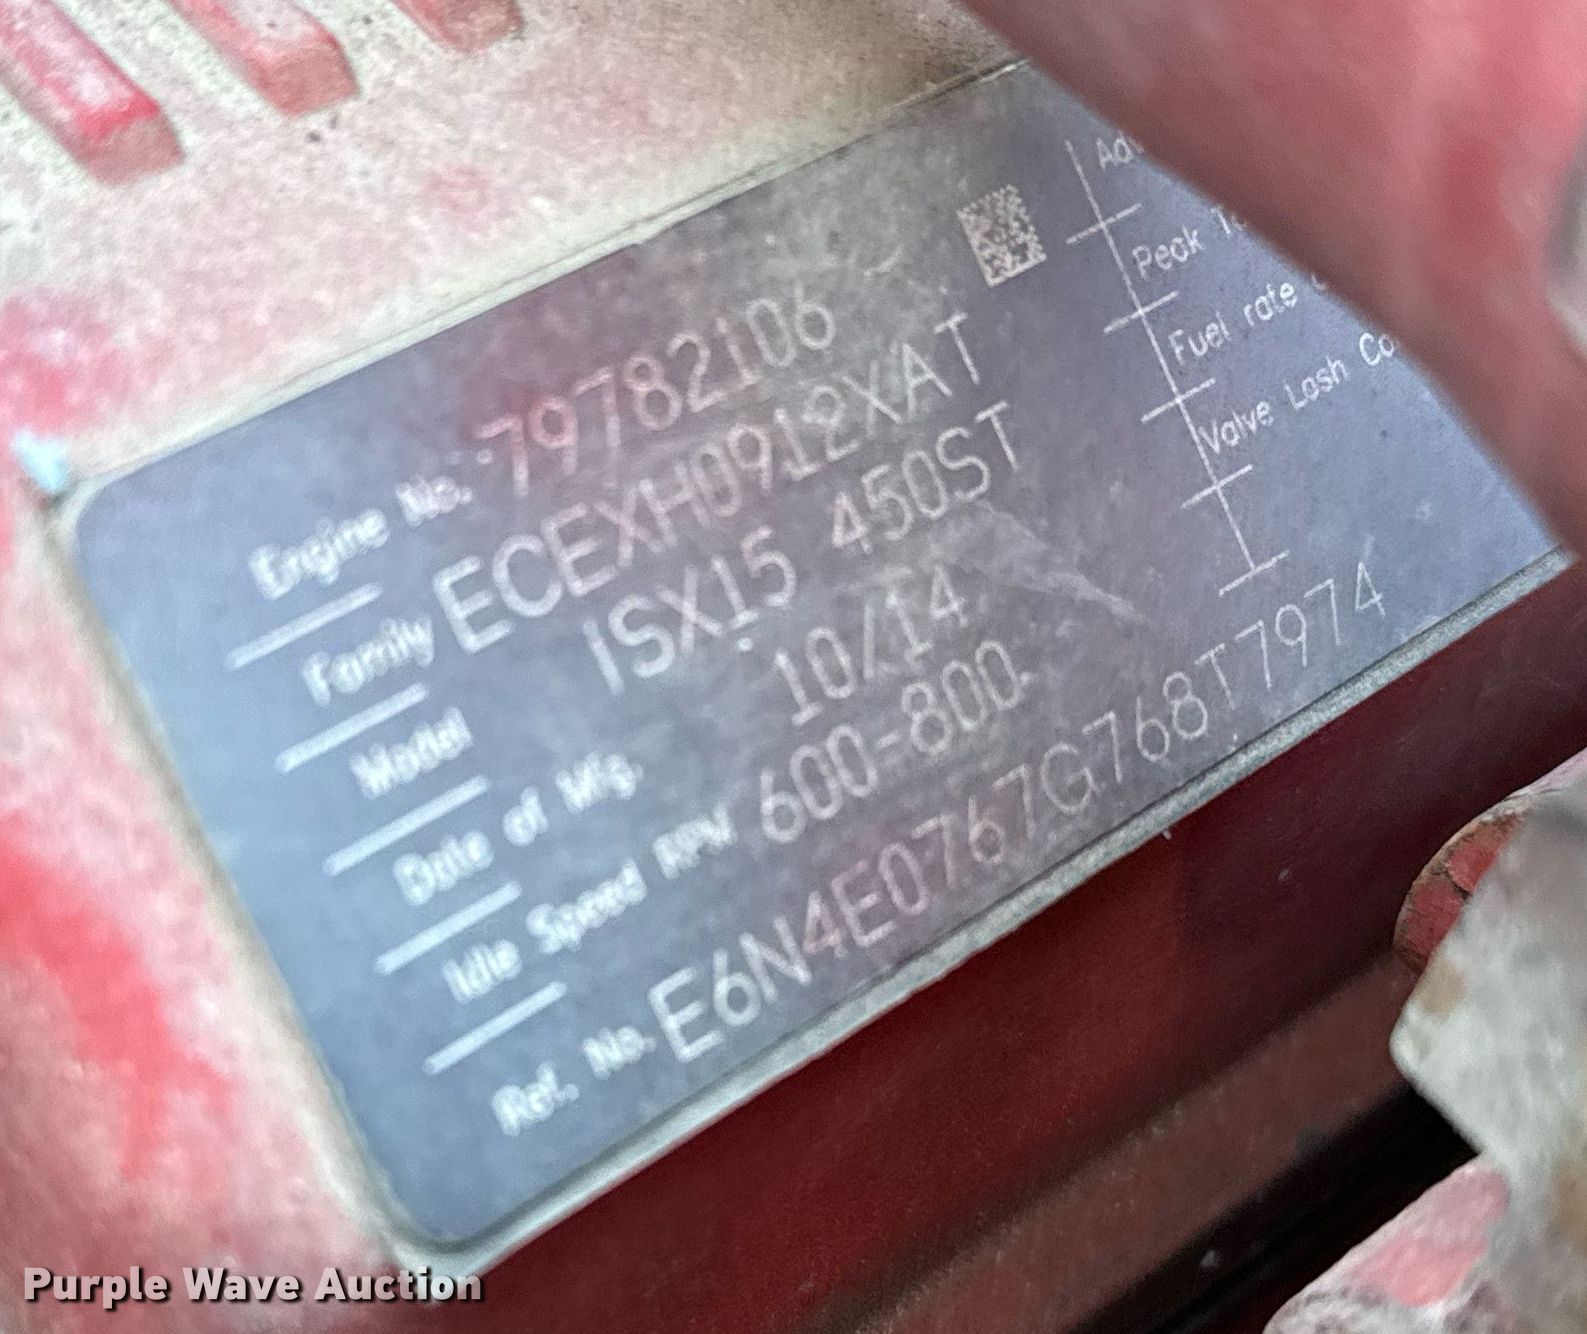 Engine No. 79782106
Family ECEXH0912XAT
Model ISX15 450ST
Date of Mfg. 10/14
Idle Speed RPM 600-800
Ref. No. E6N4E0767G768T7974
Peak
Fuel rate
Valve Lash
Purple Wave Auction